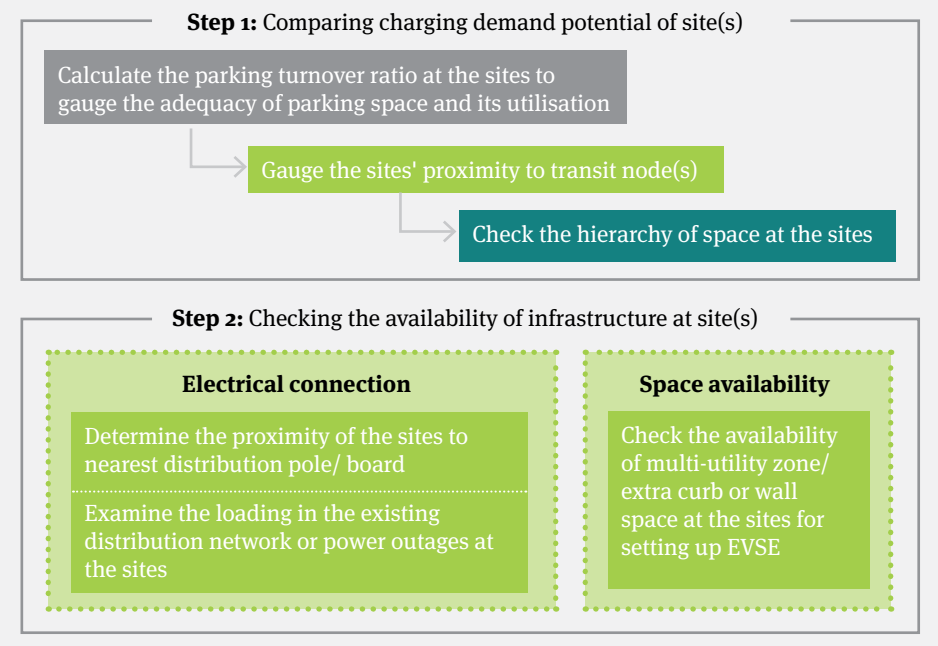 Step 1: Comparing charging demand potential of site(s)
Calculate the parking turnover ratio at the sites to
gauge the adequacy of parking space and its utilisation
Gauge the sites' proximity to transit node(s)
Check the hierarchy of space at the sites
Step 2: Checking the availability of infrastructure at site(s)
Electrical connection
Determine the proximity of the sites to
nearest distribution pole/ board
Examine the loading in the existing
distribution network or power outages at
the sites
Space availability
Check the availability
of multi-utility zone/
extra curb or wall
space at the sites for
setting up EVSE